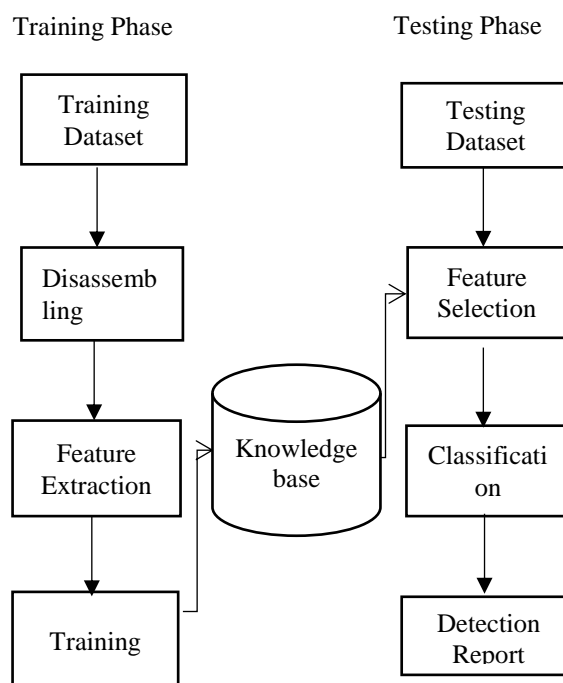 Training Phase
Training
Dataset
Disassemb
ling
Feature
Extraction
Training
Knowledge
base
Testing Phase
Testing
Dataset
Feature
Selection
Classificati
on
Detection
Report